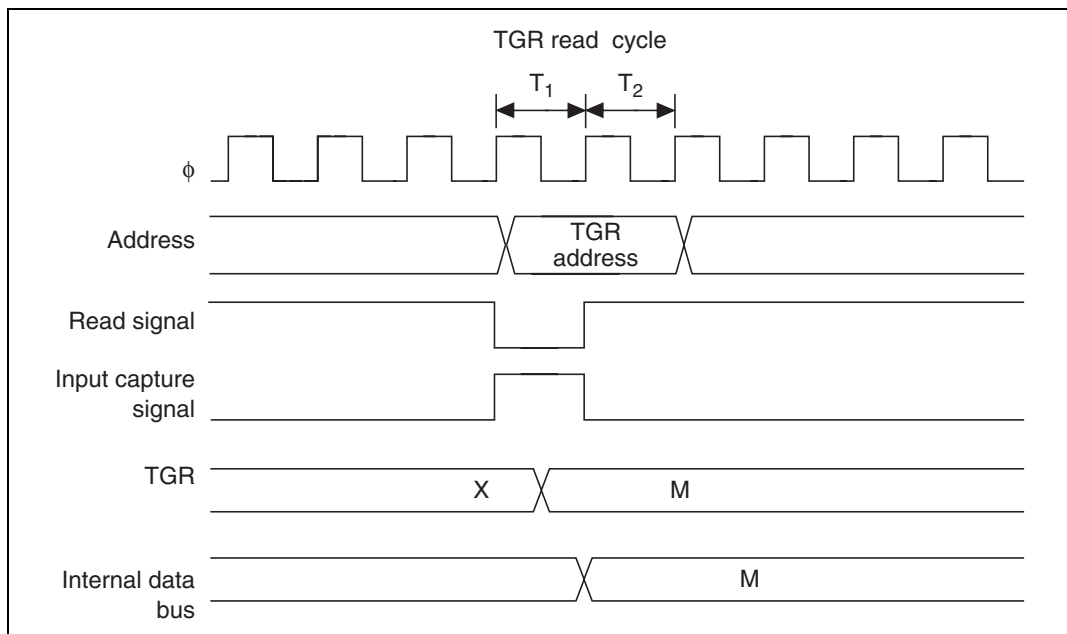 TGR read cycle
T1 T2
ϕ
Address
TGR
address
Read signal
Input capture
signal
TGR
X M
Internal data
bus
M